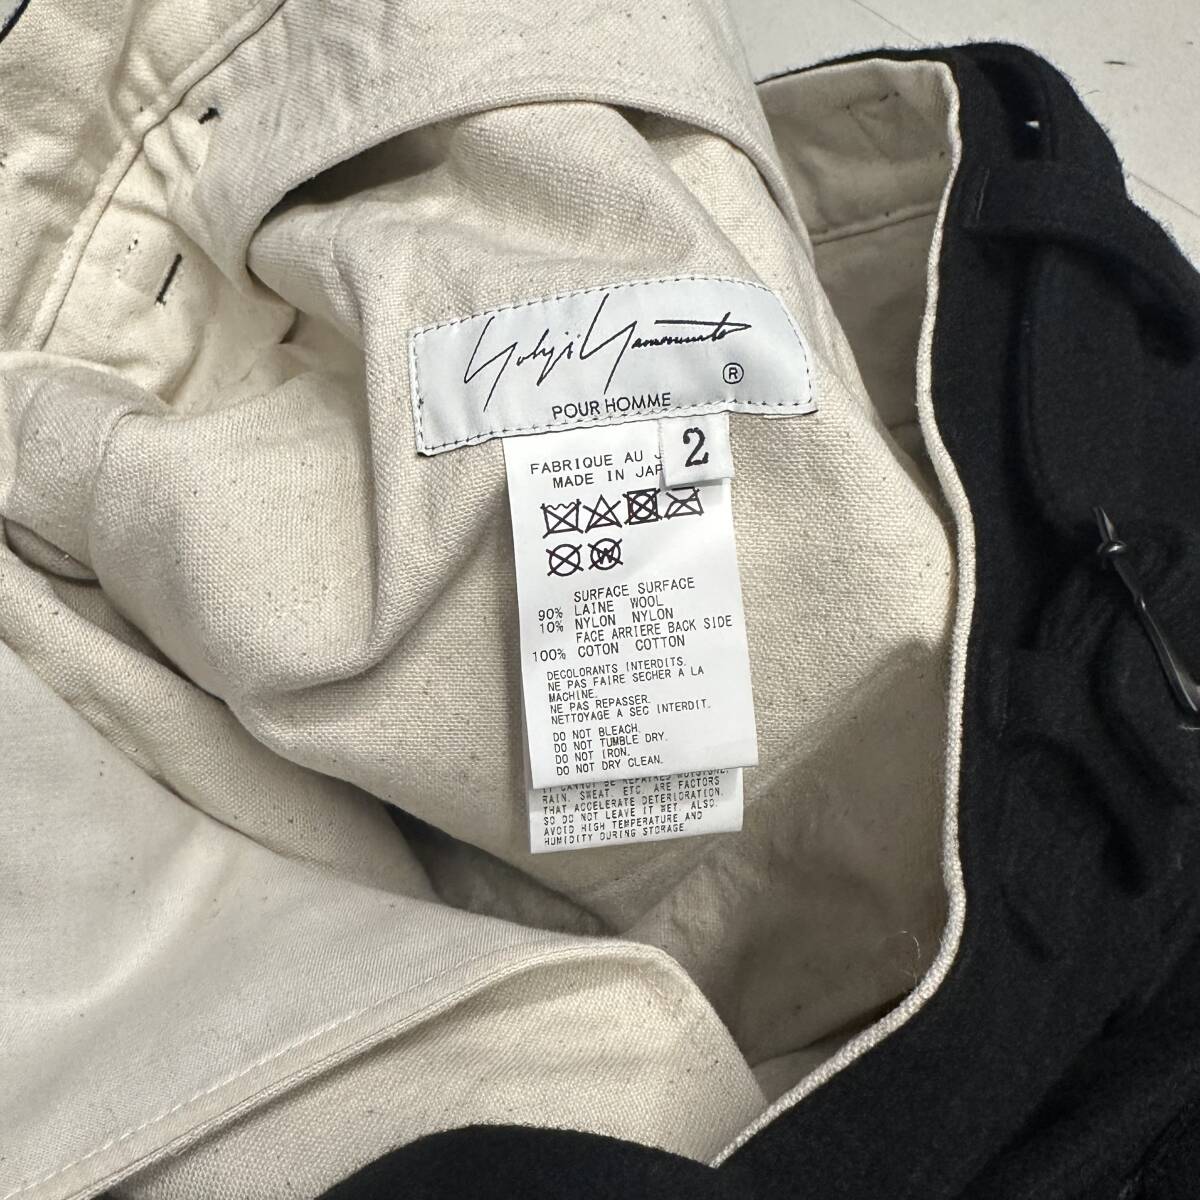 Yohji Yamamoto
®
POUR HOMME
2
FABRIQUE AU
MADE IN
W
SURFACE SURFACE
90% LAINE WOOL
10% NYLON NYLON
FACE ARRIERE BACK SIDE
100% COTON COTTON
DECOLORANTS INTERDITS.
NE PAS FAIRE SECHER A LA
MACHINE.
NE PAS REPASSER.
NETTOYAGE A SEC INTERDIT.
DO NOT BLEACH.
DO NOT TUMBLE DRY.
DO NOT IRON.
DO NOT DRY CLEAN.
RAIN, SWEAT, ETC. ARE FACTORS
THAT ACCELERATE DETERIORATION.
SO DO NOT LEAVE IT WET. ALSO,
AVOID HIGH TEMPERATURE AND
HUMIDITY DURING STORAGE.